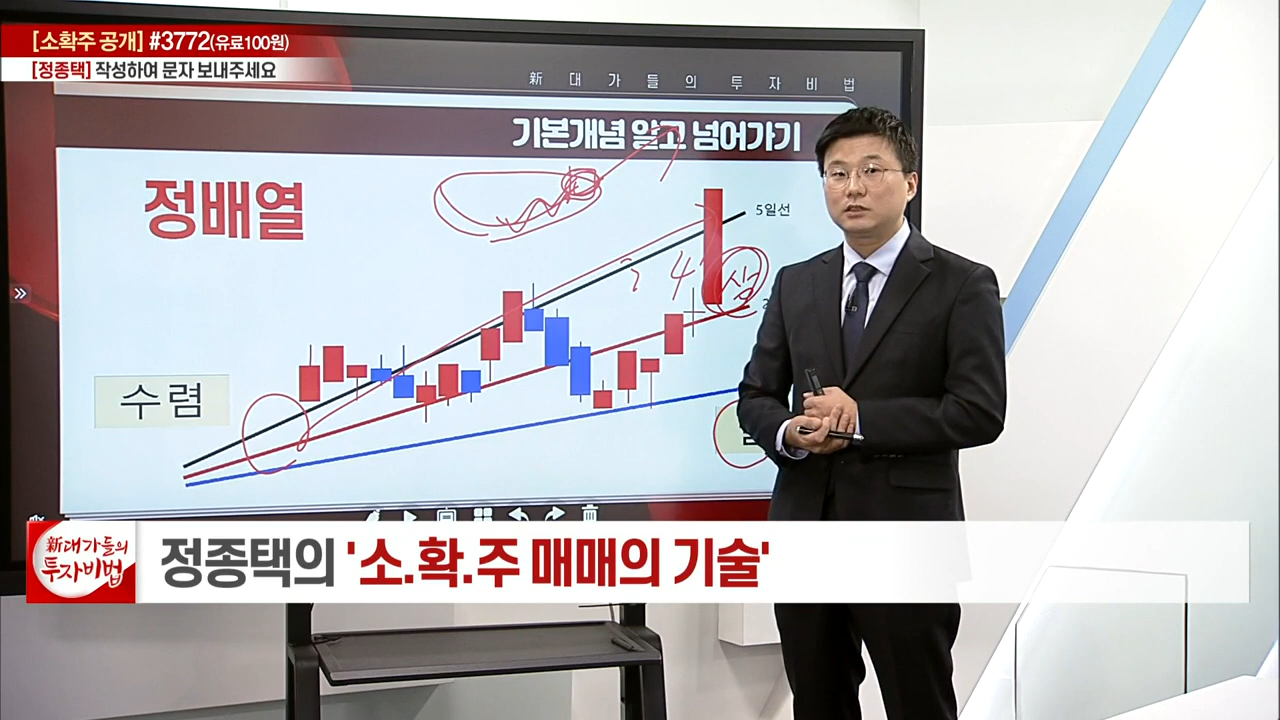 [소확주 공개] #3772(유료100원)
[정종택] 작성하여 문자 보내주세요
新 대 가 들 의 투 자 비 법
기본개념 알고 넘어가기
정배열
5일선
삼
수렴
新대가들의
투자비법
정종택의 '소.확.주 매매의 기술'